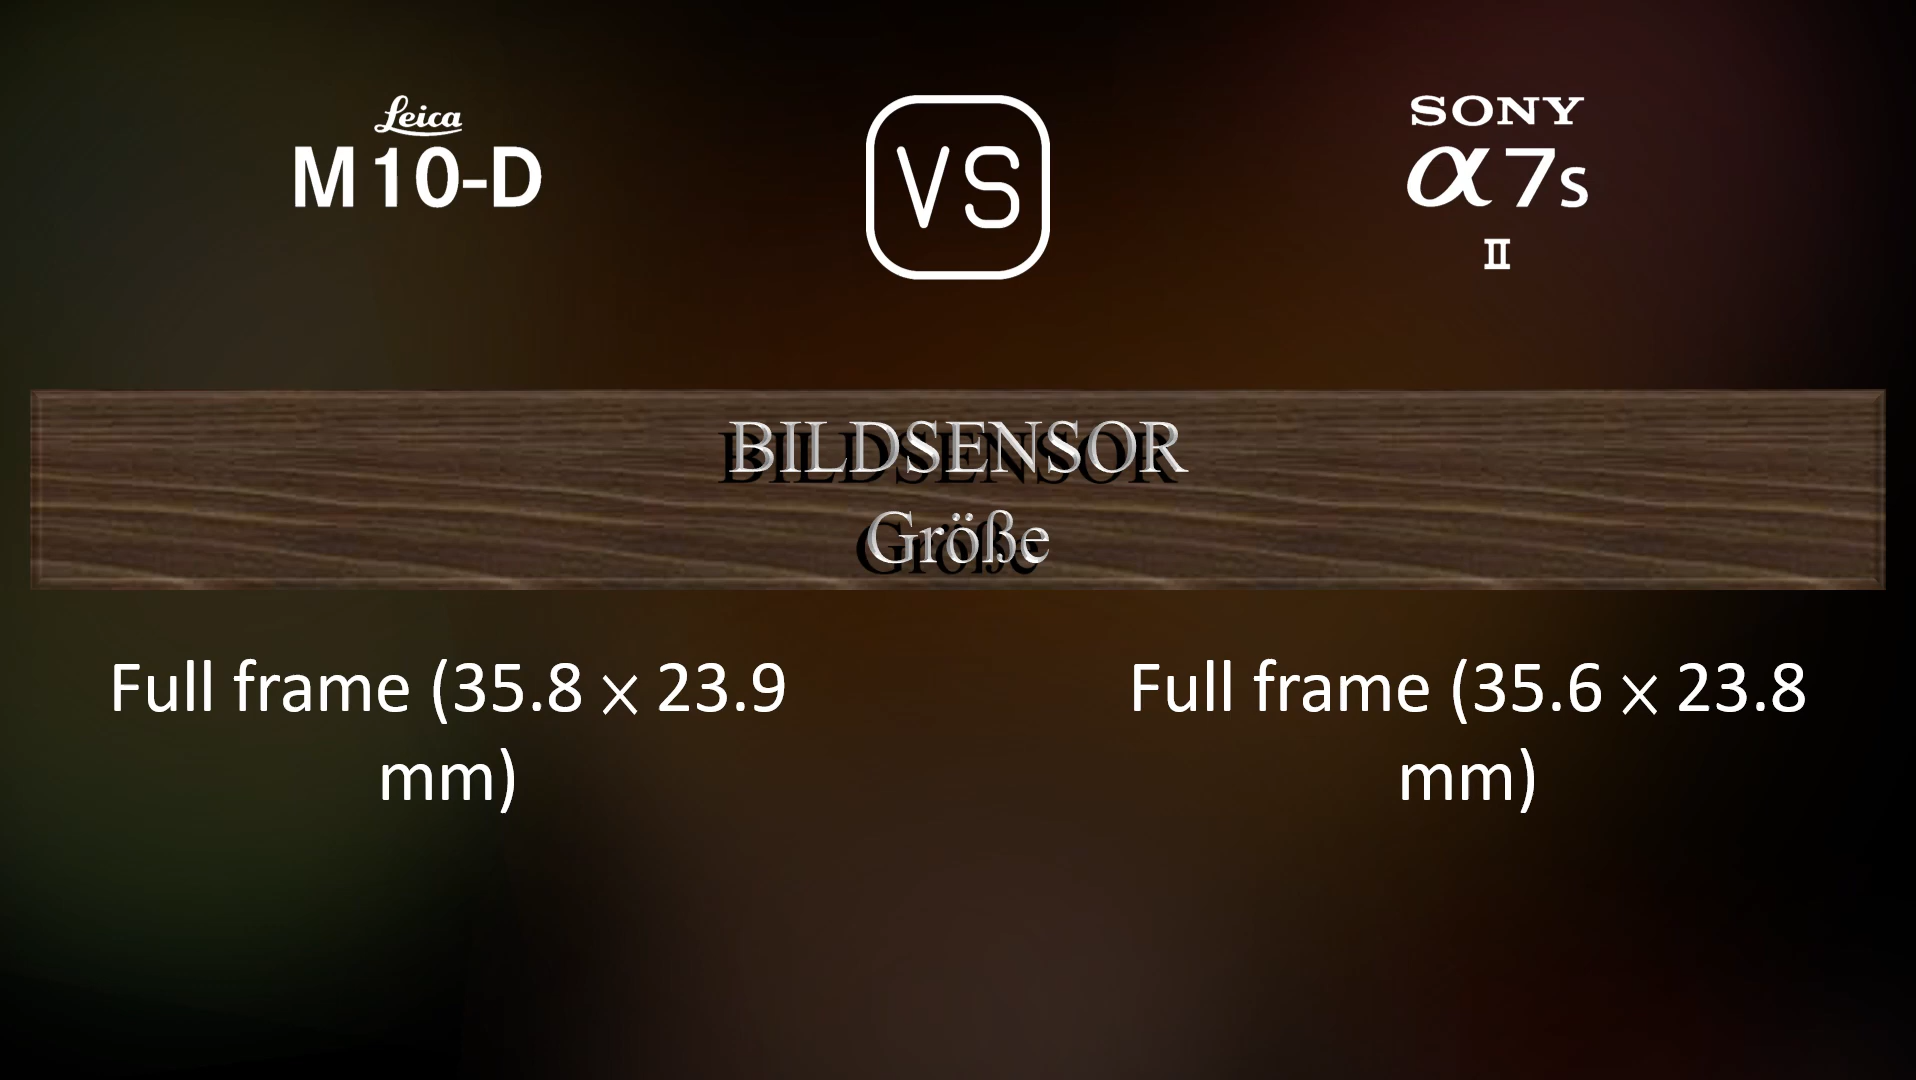 Leica
M10-D
VS
SONY
α7s
II
BILDSENSOR
Größe
Full frame (35.8 x 23.9
mm)
Full frame (35.6 x 23.8
mm)